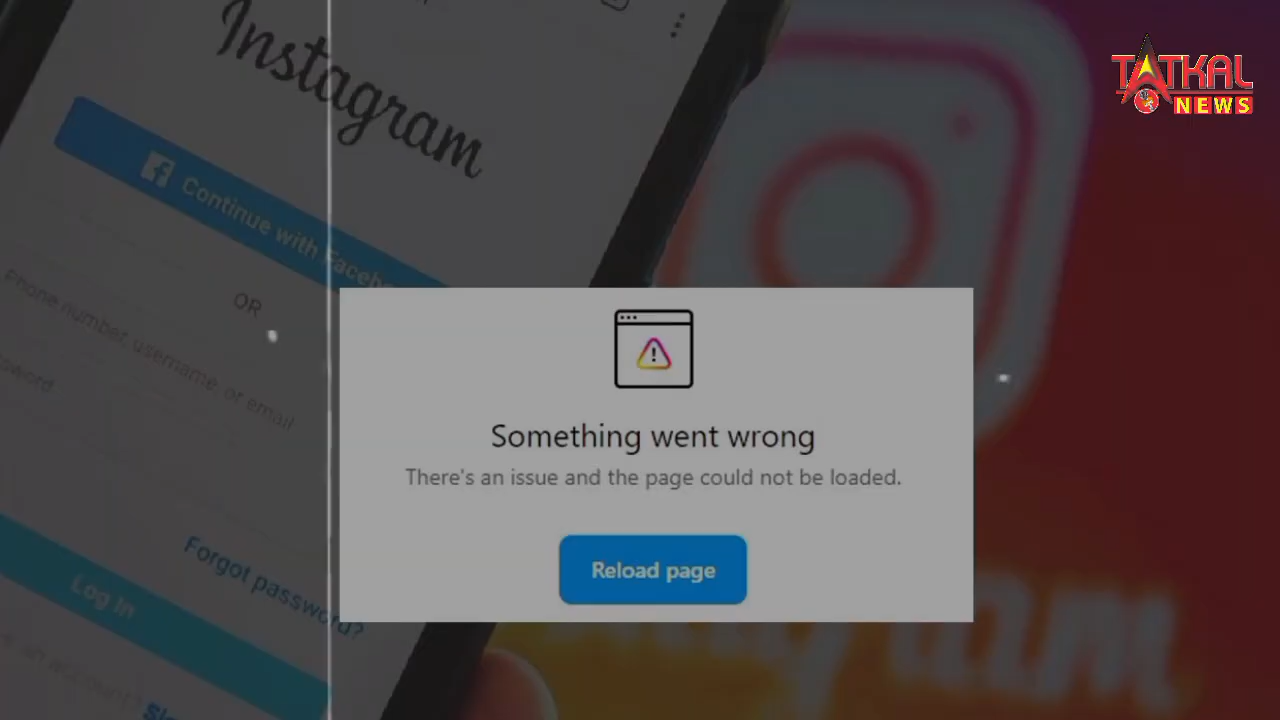 TATKAL
NEWS
Instagram
Continue with Facebo
OR
Phone number, username or email
Something went wrong
There's an issue and the page could not be loaded.
Reload page
Forgot password?
Log In